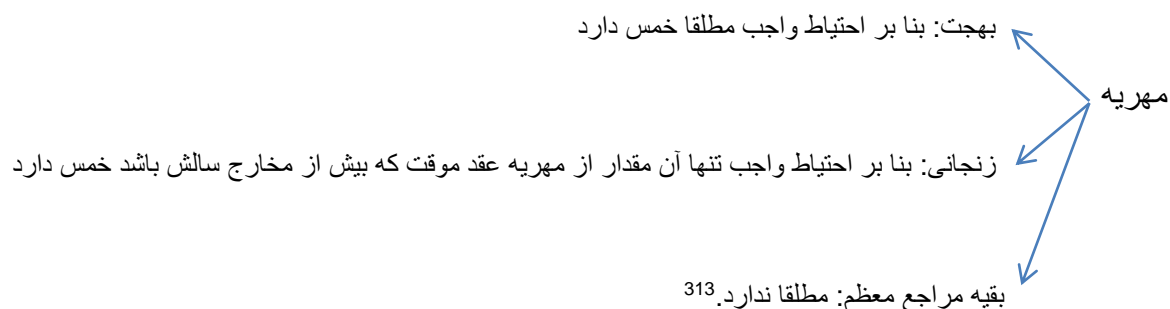 بهجت: بنا بر احتیاط واجب مطلقا خمس دارد
مهریه
زنجانی: بنا بر احتیاط واجب تنها آن مقدار از مهریه عقد موقت که بیش از مخارج سالش باشد خمس دارد
بقیه مراجع معظم: مطلقا ندارد.313